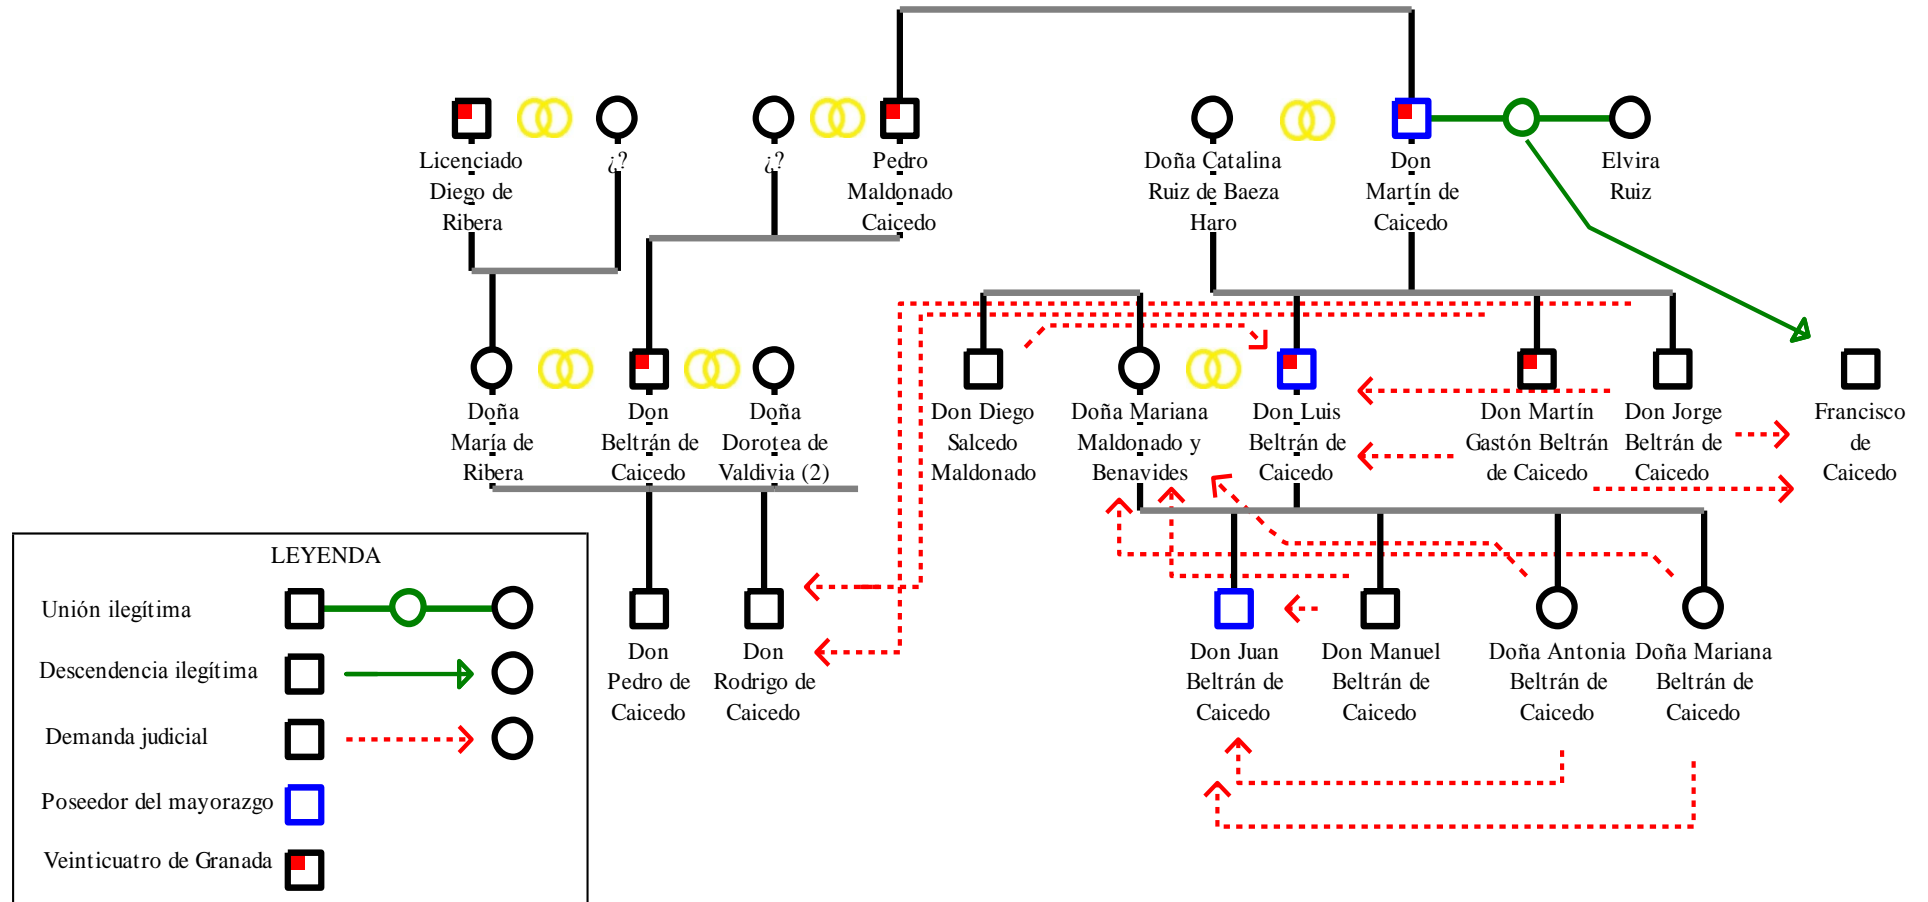 Licenciado
Diego de
Ribera
¿?
¿?
Pedro
Maldonado
Caicedo
Doña Catalina
Ruiz de Baeza
Haro
Don
Martín de
Caicedo
Elvira
Ruiz
Doña
María de
Ribera
Don
Beltrán de
Caicedo
Doña
Dorotea de
Valdivia (2)
Don Diego
Salcedo
Maldonado
Doña Mariana
Maldonado y
Benavides
Don Luis
Beltrán de
Caicedo
Don Martín
Gastón Beltrán
de Caicedo
Don Jorge
Beltrán de
Caicedo
Francisco
de
Caicedo
Don
Pedro de
Caicedo
Don
Rodrigo de
Caicedo
Don Juan
Beltrán de
Caicedo
Don Manuel
Beltrán de
Caicedo
Doña Antonia
Beltrán de
Caicedo
Doña Mariana
Beltrán de
Caicedo
LEYENDA
Unión ilegítima
Descendencia ilegítima
Demanda judicial
Poseedor del mayorazgo
Veinticuatro de Granada